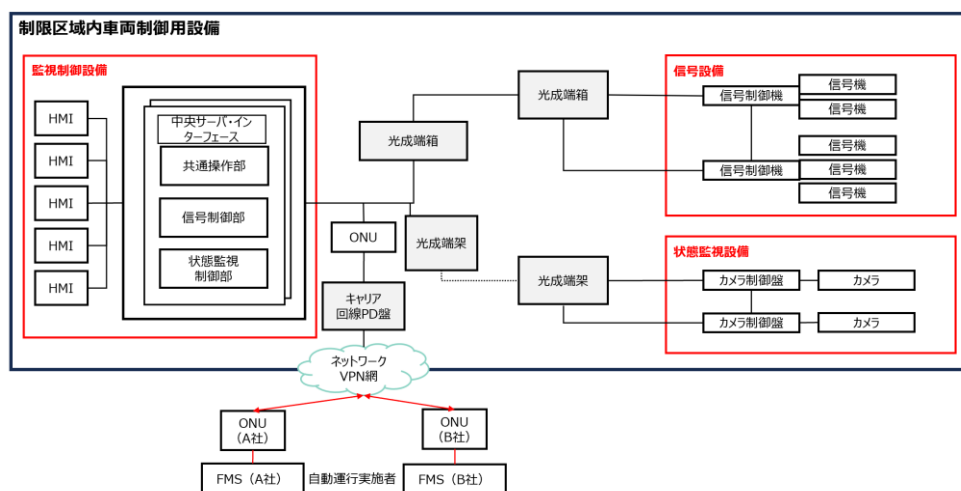 制限区域内車両制御用設備
監視制御設備
HMI
HMI
HMI
HMI
HMI
中央サーバ・イン
ターフェース
共通操作部
信号制御部
状態監視
制御部
光成端箱
光成端箱
ONU
光成端架
光成端架
キャリア
回線PD盤
ネットワーク
VPN網
信号設備
信号制御機
信号機
信号機
信号制御機
信号機
信号機
信号機
状態監視設備
カメラ制御盤
カメラ
カメラ制御盤
カメラ
ONU
(A社)
ONU
(B社)
FMS(A社)
自動運行実施者
FMS(B社)